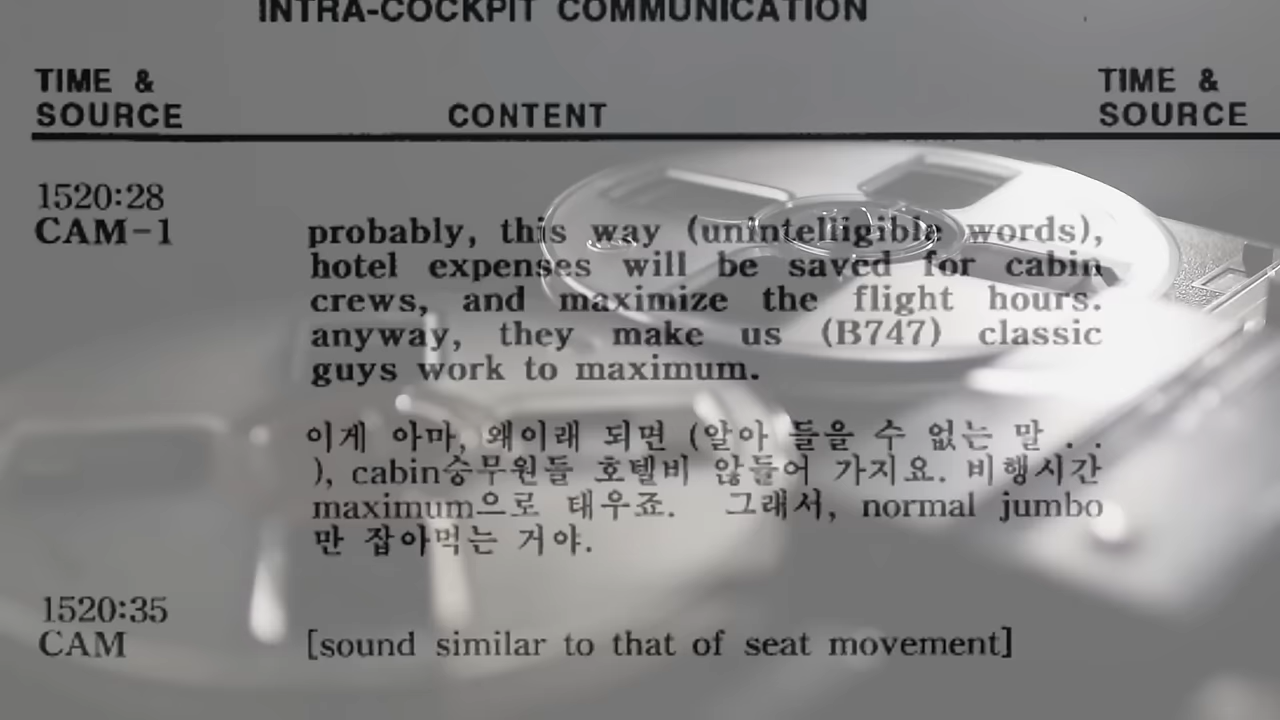 INTRA-COCKPIT COMMUNICATION
TIME &
SOURCE
CONTENT
TIME &
SOURCE
1520:28
CAM-1
probably, this way (unintelligible words),
hotel expenses will be saved for cabin
crews, and maximize the flight hours.
anyway, they make us (B747) classic
guys work to maximum.
이게 아마, 왜이래 되면 (알아 들을 수 없는 말 . .
), cabin승무원들 호텔비 않들어 가지요. 비행시간
maximum으로 태우죠. 그래서, normal jumbo
만 잡아먹는 거야.
1520:35
CAM
[sound similar to that of seat movement]